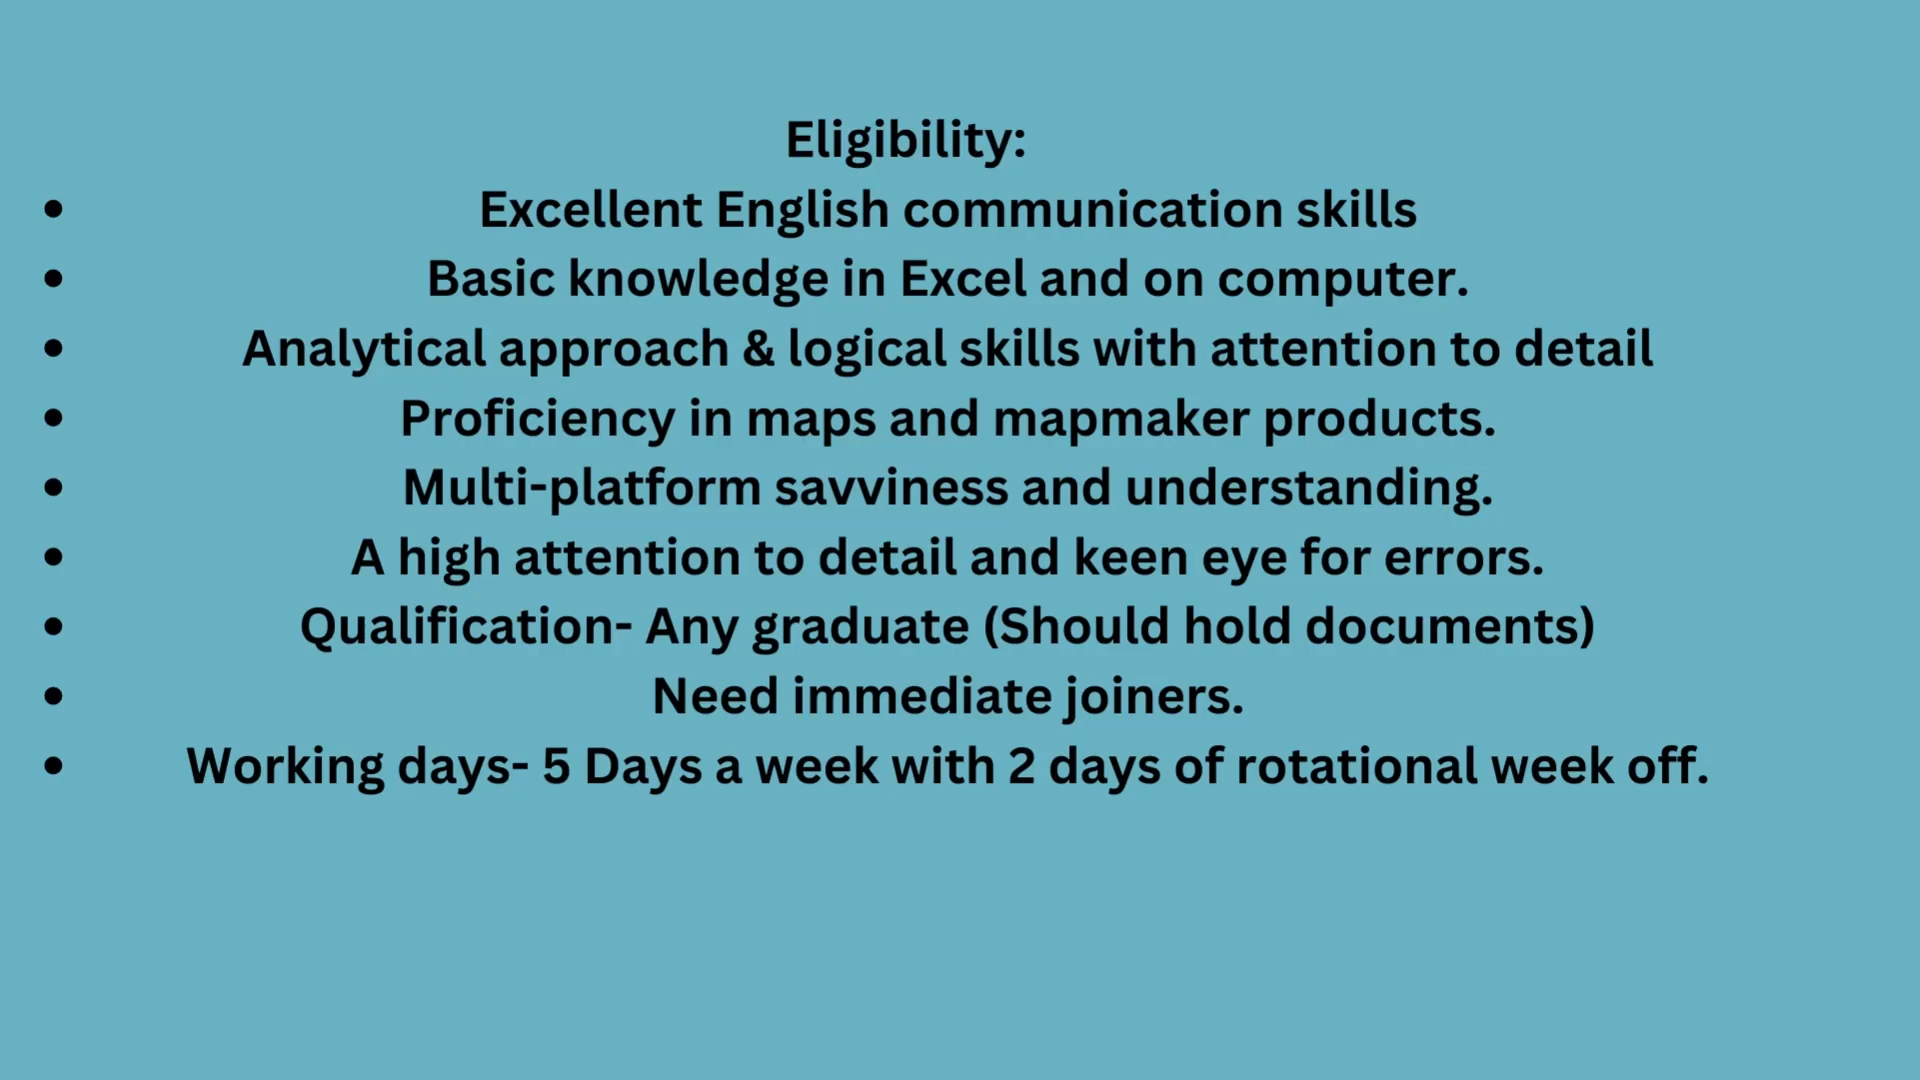 Eligibility:
• Excellent English communication skills
• Basic knowledge in Excel and on computer.
• Analytical approach & logical skills with attention to detail
• Proficiency in maps and mapmaker products.
• Multi-platform savviness and understanding.
• A high attention to detail and keen eye for errors.
• Qualification- Any graduate (Should hold documents)
• Need immediate joiners.
• Working days- 5 Days a week with 2 days of rotational week off.